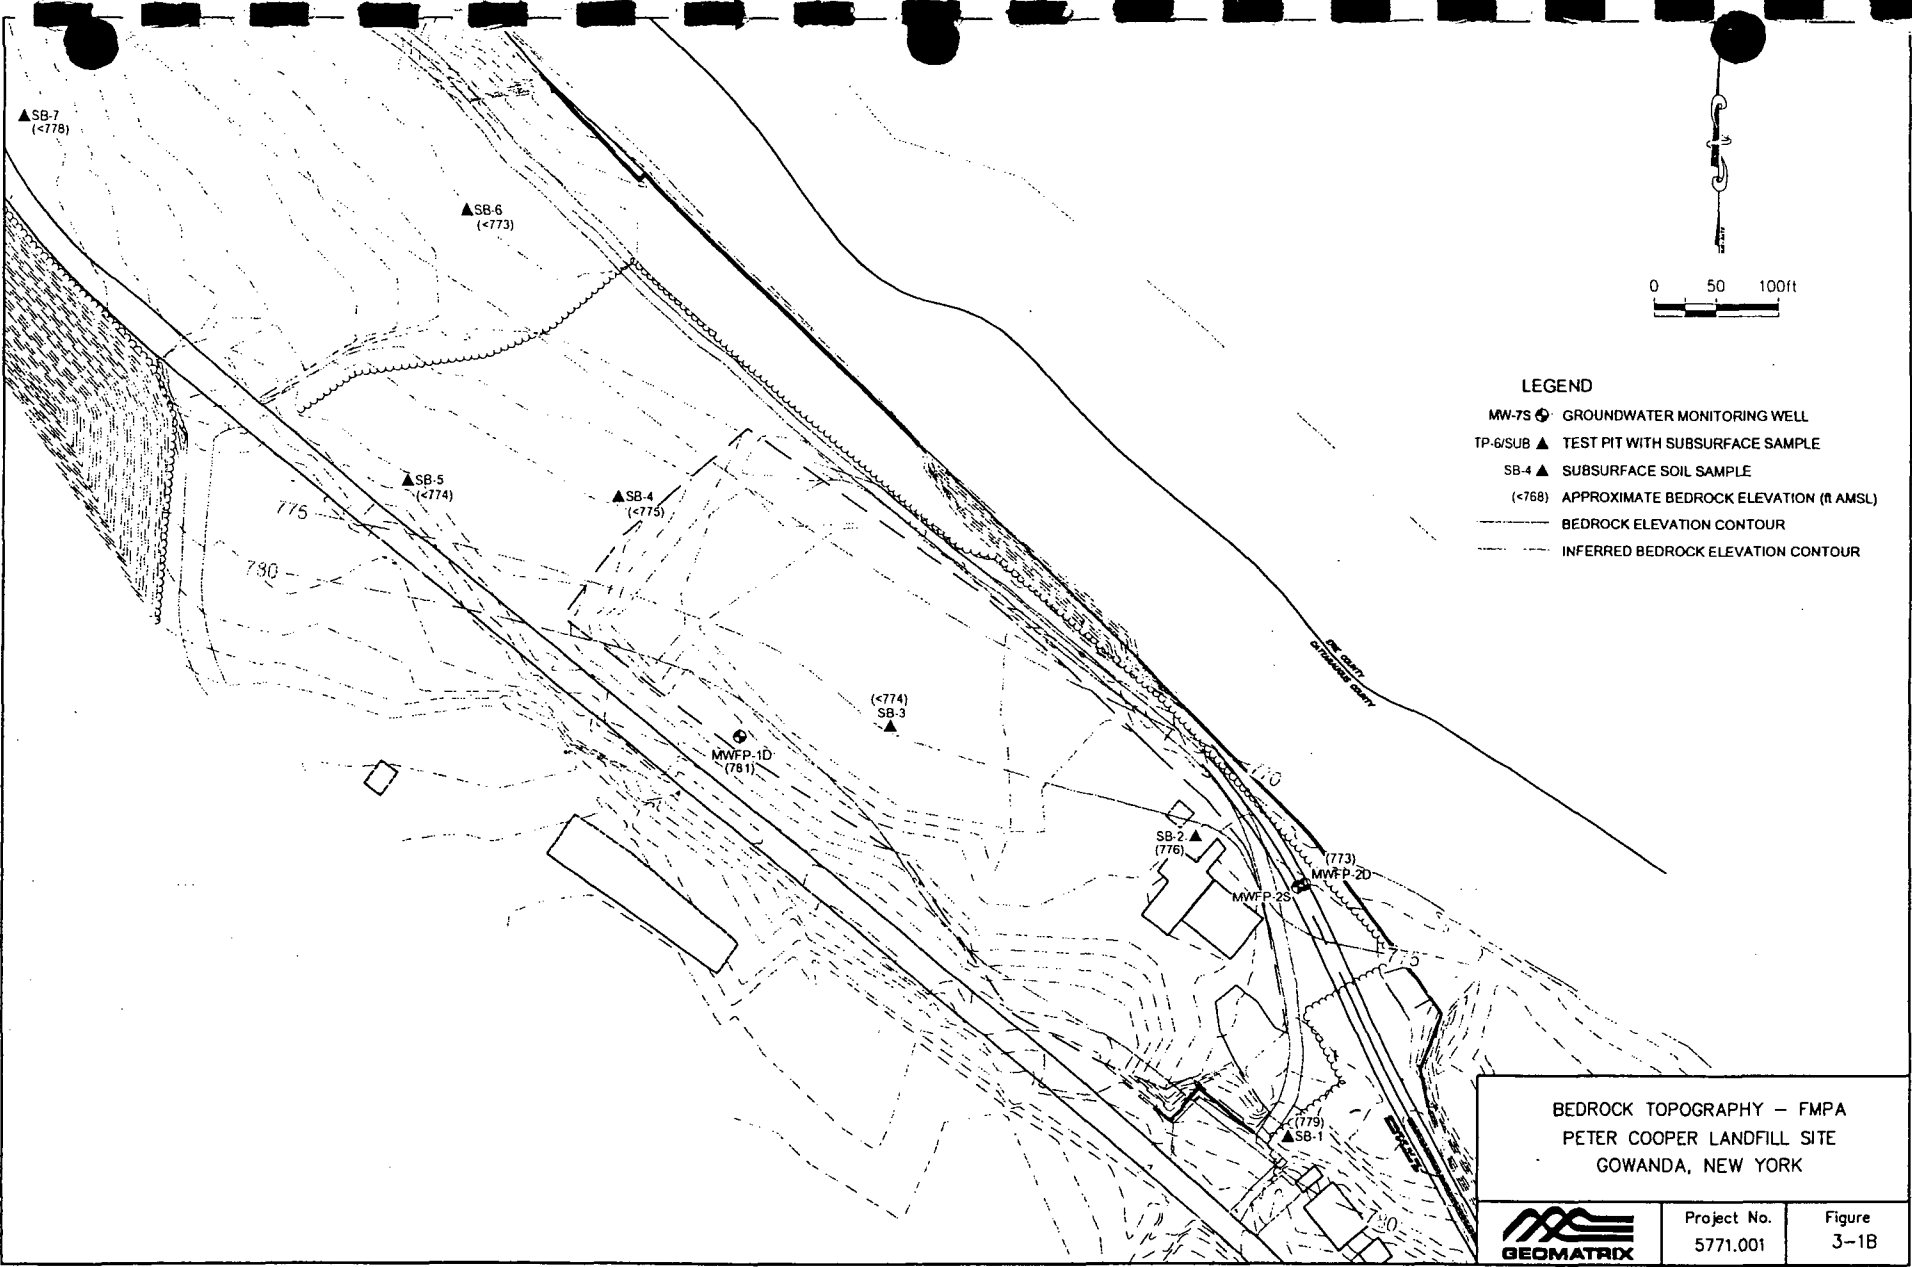 SB-7
(<778)
SB-6
(<773)
0 50 100ft
LEGEND
MW-7S GROUNDWATER MONITORING WELL
TP-6/SUB TEST PIT WITH SUBSURFACE SAMPLE
SB-4 SUBSURFACE SOIL SAMPLE
(<768) APPROXIMATE BEDROCK ELEVATION (ft AMSL)
BEDROCK ELEVATION CONTOUR
INFERRED BEDROCK ELEVATION CONTOUR
SB-5
(<774)
SB-4
(<775)
775
780
ERIE COUNTY
CATTARAUGUS COUNTY
(<774)
SB-3
MWFP-1D
(781)
770
SB-2
(776)
(773)
MWFP-2D
MWFP-2S
775
(779)
SB-1
780
BEDROCK TOPOGRAPHY – FMPA
PETER COOPER LANDFILL SITE
GOWANDA, NEW YORK
GEOMATRIX
Project No.
5771.001
Figure
3-1B